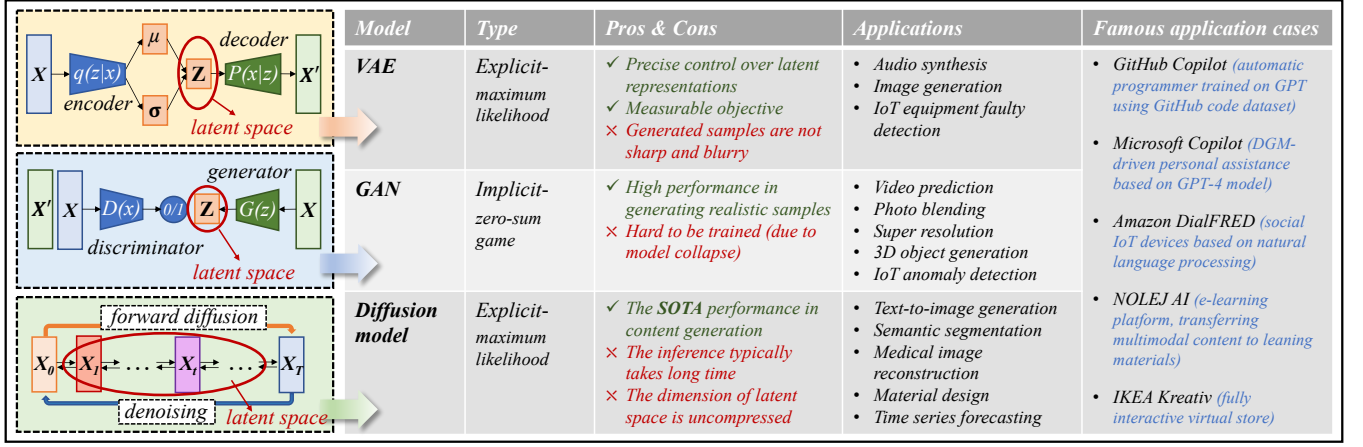 X
q(z|x)
encoder
μ
σ
Z
decoder
P(x|z)
X'
latent space
X'
X
D(x)
discriminator
0/1
Z
generator
G(z)
X
latent space
forward diffusion
X0
X1
...
Xt
...
XT
denoising
latent space
Model
Type
Pros & Cons
Applications
Famous application cases
VAE
Explicit-
maximum
likelihood
✓ Precise control over latent
representations
✓ Measurable objective
× Generated samples are not
sharp and blurry
• Audio synthesis
• Image generation
• IoT equipment faulty
detection
GAN
Implicit-
zero-sum
game
✓ High performance in
generating realistic samples
× Hard to be trained (due to
model collapse)
• Video prediction
• Photo blending
• Super resolution
• 3D object generation
• IoT anomaly detection
Diffusion
model
Explicit-
maximum
likelihood
✓ The SOTA performance in
content generation
× The inference typically
takes long time
× The dimension of latent
space is uncompressed
• Text-to-image generation
• Semantic segmentation
• Medical image
reconstruction
• Material design
• Time series forecasting
• GitHub Copilot (automatic
programmer trained on GPT
using GitHub code dataset)
• Microsoft Copilot (DGM-
driven personal assistance
based on GPT-4 model)
• Amazon DialFRED (social
IoT devices based on natural
language processing)
• NOLEJ AI (e-learning
platform, transferring
multimodal content to leaning
materials)
• IKEA Kreativ (fully
interactive virtual store)